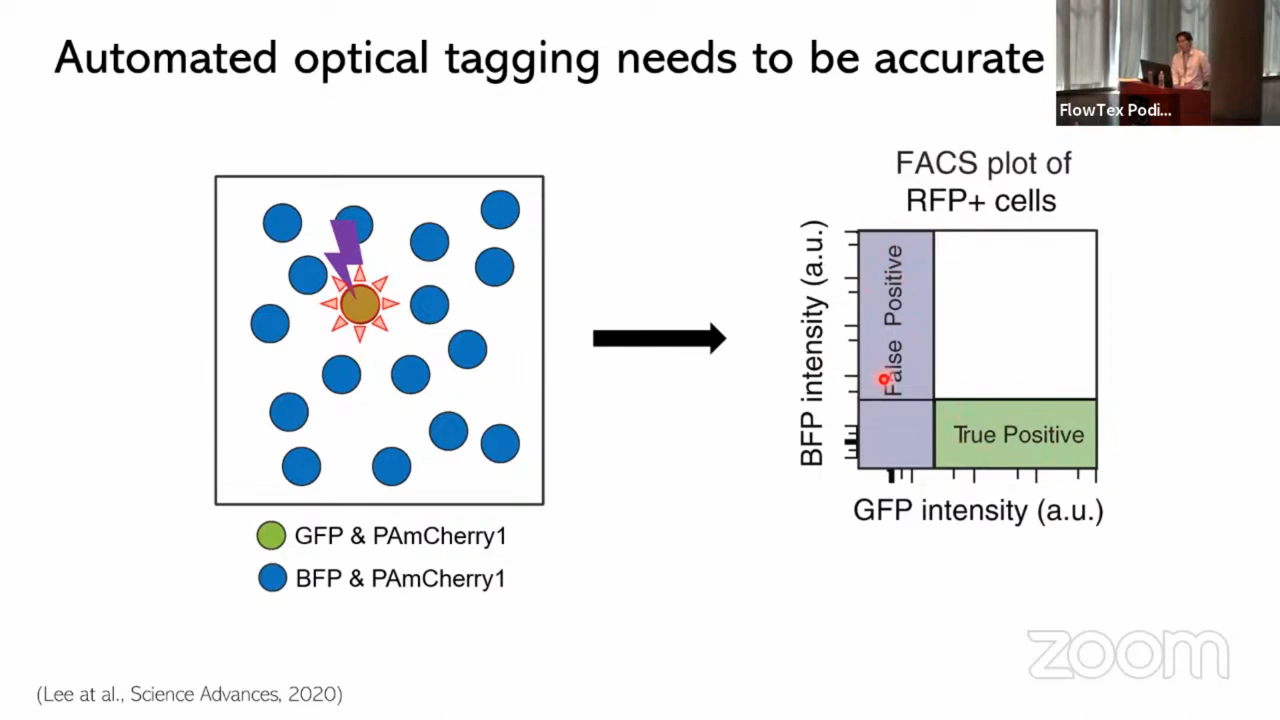 Automated optical tagging needs to be accurate
FlowTex Podi...
FACS plot of
RFP+ cells
BFP intensity (a.u.)
False Positive
True Positive
GFP intensity (a.u.)
GFP & PAmCherry1
BFP & PAmCherry1
(Lee at al., Science Advances, 2020)
zoom